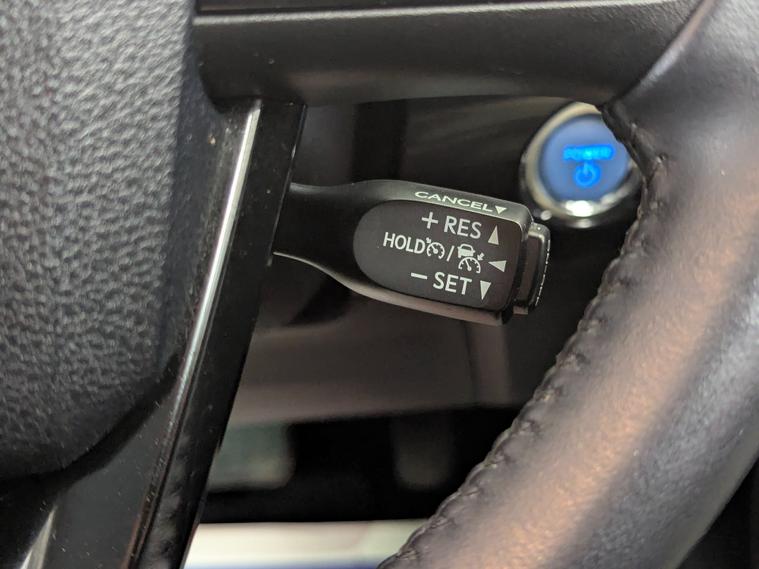 CANCEL▼
+ RES ▲
HOLD / ◀
− SET ▼
POWER